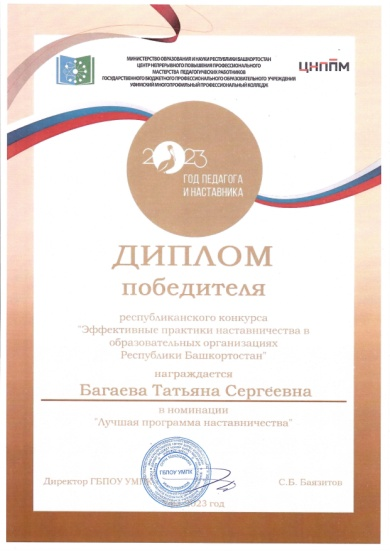 МИНИСТЕРСТВО ОБРАЗОВАНИЯ И НАУКИ РЕСПУБЛИКИ БАШКОРТОСТАН
ЦЕНТР НЕПРЕРЫВНОГО ПОВЫШЕНИЯ ПРОФЕССИОНАЛЬНОГО
МАСТЕРСТВА ПЕДАГОГИЧЕСКИХ РАБОТНИКОВ
ГОСУДАРСТВЕННОГО БЮДЖЕТНОГО ПРОФЕССИОНАЛЬНОГО ОБРАЗОВАТЕЛЬНОГО УЧРЕЖДЕНИЯ
УФИМСКИЙ МНОГОПРОФИЛЬНЫЙ ПРОФЕССИОНАЛЬНЫЙ КОЛЛЕДЖ
ЦНППМ
2023
ГОД ПЕДАГОГА
И НАСТАВНИКА
ДИПЛОМ
победителя
республиканского конкурса
"Эффективные практики наставничества в
образовательных организациях
Республики Башкортостан"
награждается
Багаева Татьяна Сергеевна
в номинации
"Лучшая программа наставничества"
Директор ГБПОУ УМПК
С.Б. Баязитов
ГБПОУ УМПК
2023 год